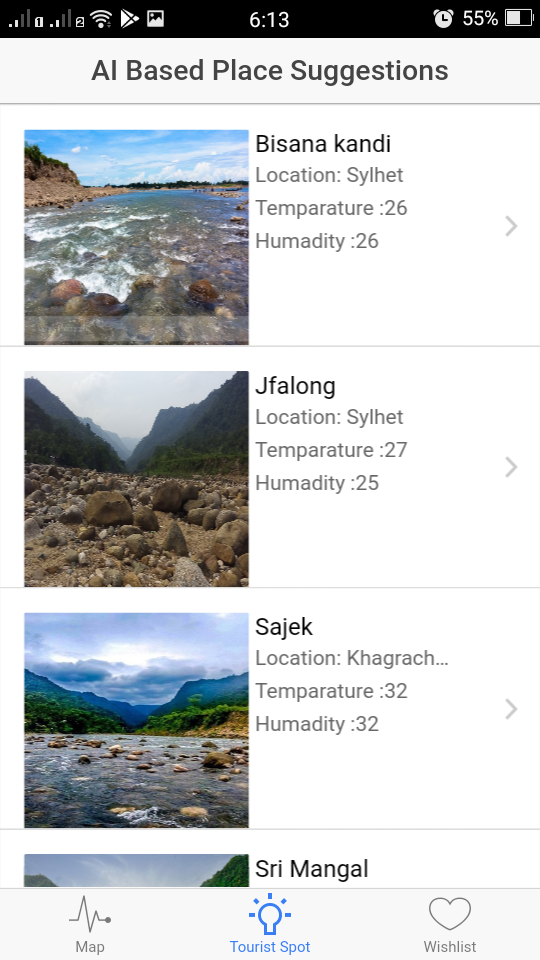 1
2
6:13
55%
AI Based Place Suggestions
Bisana kandi
Location: Sylhet
Temparature :26
Humadity :26
Jfalong
Location: Sylhet
Temparature :27
Humadity :25
Sajek
Location: Khagrach...
Temparature :32
Humadity :32
Sri Mangal
Map
Tourist Spot
Wishlist